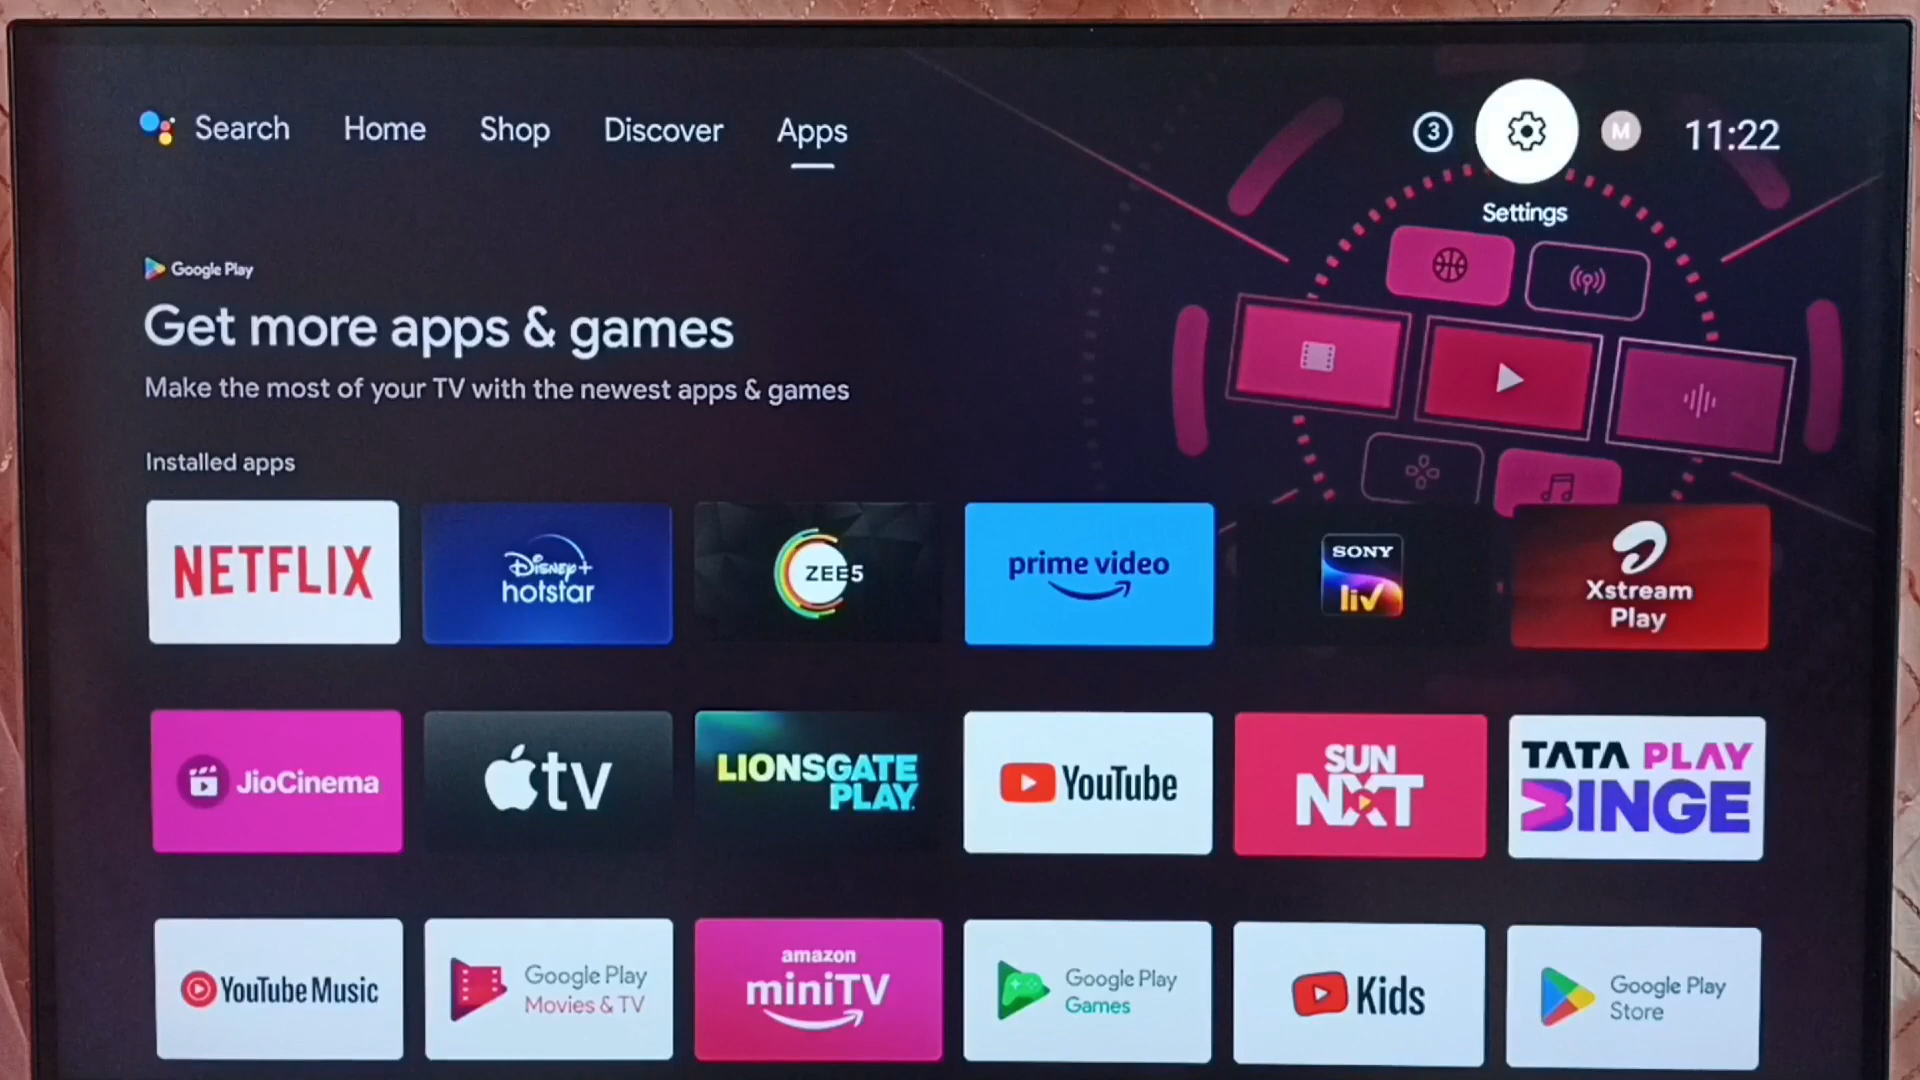 Search Home Shop Discover Apps
3
M
11:22
Settings
Google Play
Get more apps & games
Make the most of your TV with the newest apps & games
Installed apps
NETFLIX
Disney+
hotstar
ZEE5
prime video
SONY
liv
Xstream
Play
JioCinema
tv
LIONSGATE
PLAY
YouTube
SUN
NXT
TATA PLAY
BINGE
YouTube Music
Google Play
Movies & TV
amazon
miniTV
Google Play
Games
Kids
Google Play
Store